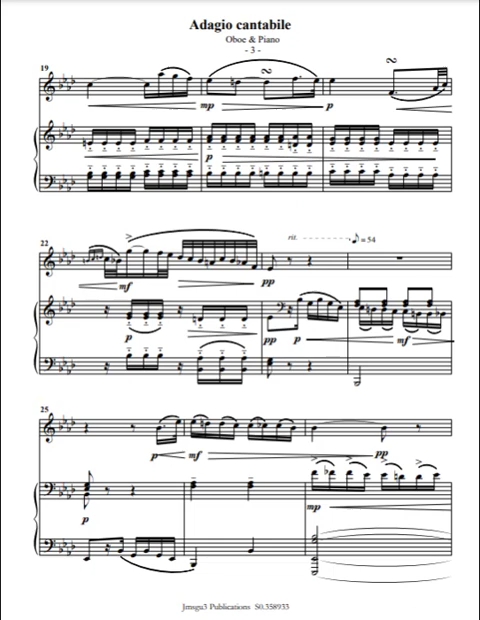 Adagio cantabile
Oboe & Piano
- 3 -
19
mp
p
p
22
rit.
= 54
mf
pp
p
pp
p
mf
25
p
mf
pp
p
mp
Jmsgu3 Publications S0.358933